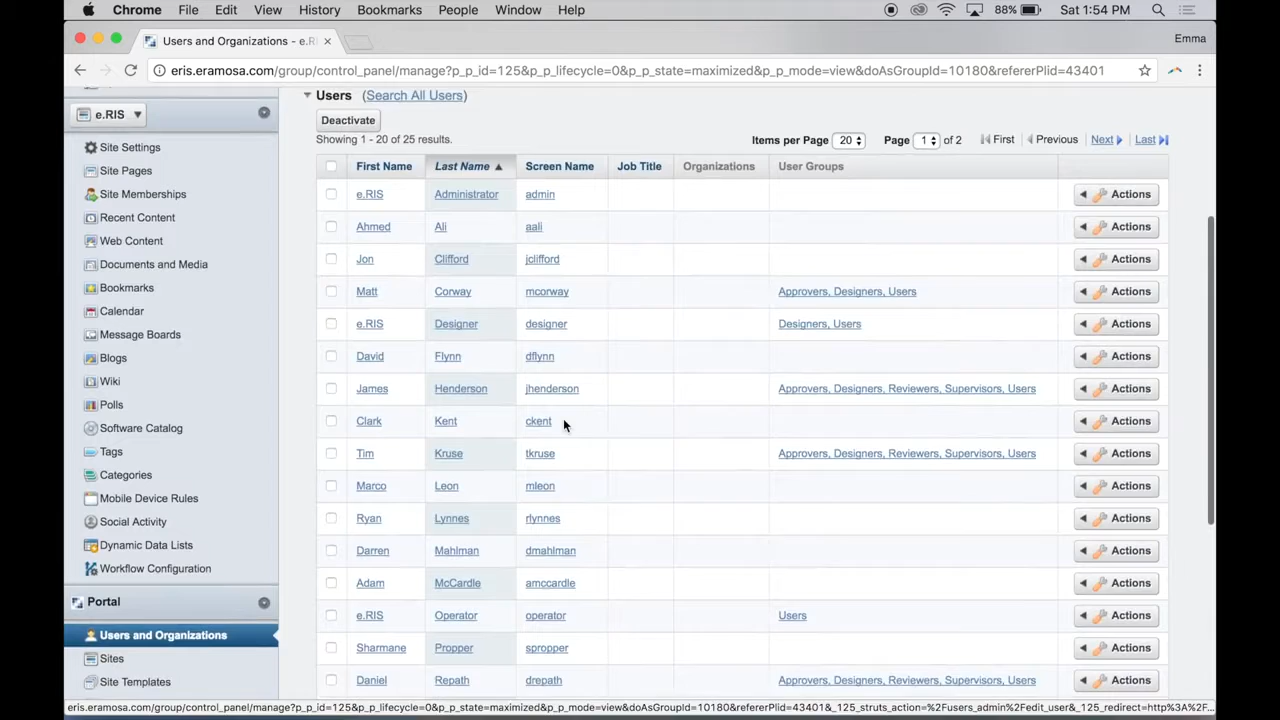 Chrome File Edit View History Bookmarks People Window Help 88% Sat 1:54 PM
Users and Organizations - e.RI × Emma
eris.eramosa.com/group/control_panel/manage?p_p_id=125&p_p_lifecycle=0&p_p_state=maximized&p_p_mode=view&doAsGroupId=10180&refererPlid=43401
e.RIS
Site Settings
Site Pages
Site Memberships
Recent Content
Web Content
Documents and Media
Bookmarks
Calendar
Message Boards
Blogs
Wiki
Polls
Software Catalog
Tags
Categories
Mobile Device Rules
Social Activity
Dynamic Data Lists
Workflow Configuration
Portal
Users and Organizations
Sites
Site Templates
Users (Search All Users)
Deactivate
Showing 1 - 20 of 25 results. Items per Page 20 Page 1 of 2 First Previous Next Last
First Name Last Name Screen Name Job Title Organizations User Groups
e.RIS Administrator admin Actions
Ahmed Ali aali Actions
Jon Clifford jclifford Actions
Matt Corway mcorway Approvers, Designers, Users Actions
e.RIS Designer designer Designers, Users Actions
David Flynn dflynn Actions
James Henderson jhenderson Approvers, Designers, Reviewers, Supervisors, Users Actions
Clark Kent ckent Actions
Tim Kruse tkruse Approvers, Designers, Reviewers, Supervisors, Users Actions
Marco Leon mleon Actions
Ryan Lynnes rlynnes Actions
Darren Mahlman dmahlman Actions
Adam McCardle amccardle Actions
e.RIS Operator operator Users Actions
Sharmane Propper spropper Actions
Daniel Repath drepath Approvers, Designers, Reviewers, Supervisors, Users Actions
eris.eramosa.com/group/control_panel/manage?p_p_id=125&p_p_lifecycle=0&p_p_state=maximized&p_p_mode=view&doAsGroupId=10180&refererPlid=43401&_125_struts_action=%2Fusers_admin%2Fedit_user&_125_redirect=http%3A%2F...